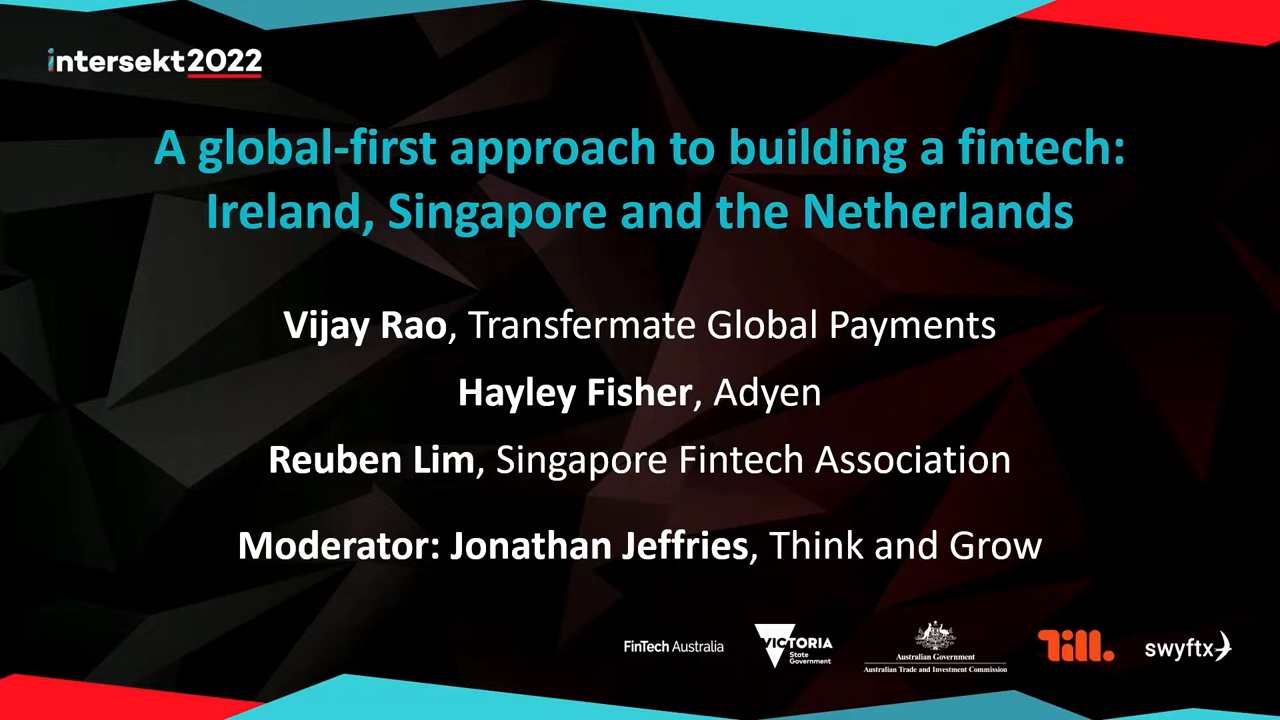 intersekt2022
A global-first approach to building a fintech:
Ireland, Singapore and the Netherlands
Vijay Rao, Transfermate Global Payments
Hayley Fisher, Adyen
Reuben Lim, Singapore Fintech Association
Moderator: Jonathan Jeffries, Think and Grow
FinTech Australia
VICTORIA
State
Government
Australian Government
Australian Trade and Investment Commission
Till.
swyftx